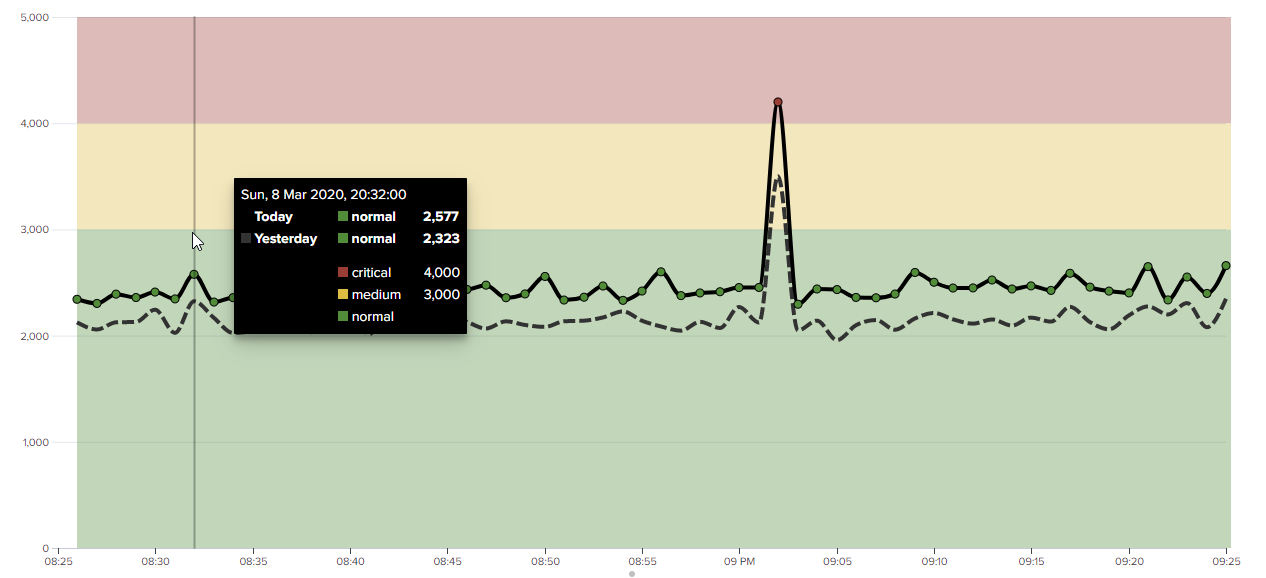 5,000
4,000
3,000
2,000
1,000
0
Sun, 8 Mar 2020, 20:32:00
Today normal 2,577
Yesterday normal 2,323
critical 4,000
medium 3,000
normal
08:25 08:30 08:35 08:40 08:45 08:50 08:55 09 PM 09:05 09:10 09:15 09:20 09:25